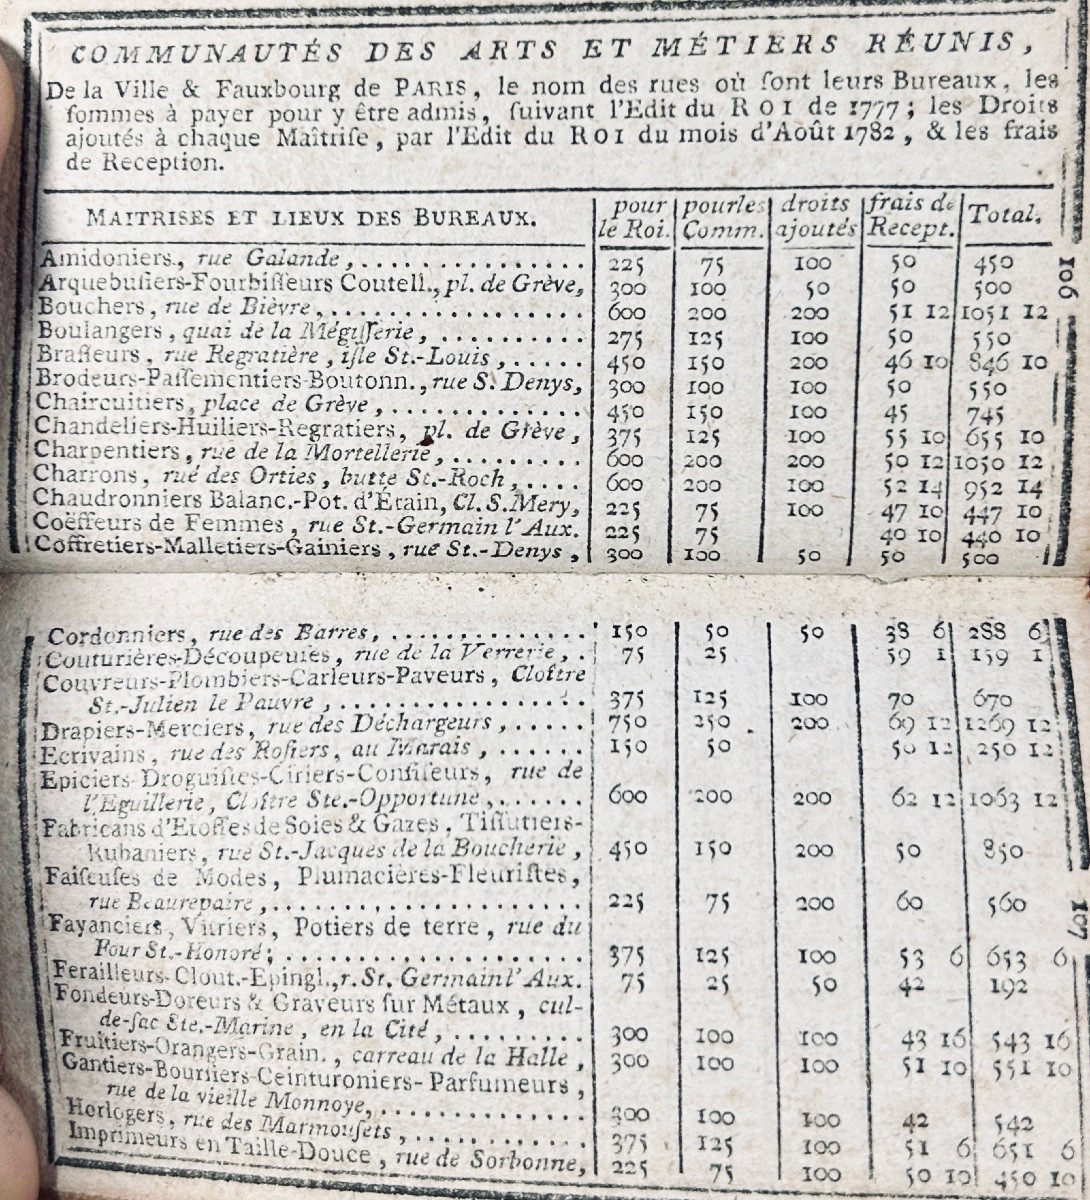 COMMUNAUTÉS DES ARTS ET MÉTIERS RÉUNIS,
De la Ville & Fauxbourg de PARIS, le nom des rues où ſont leurs Bureaux, les
ſommes à payer pour y être admis, ſuivant l'Edit du ROI de 1777; les Droits
ajoutés à chaque Maîtriſe, par l'Edit du ROI du mois d'Août 1782, & les frais
de Réception.
MAITRISES ET LIEUX DES BUREAUX. pour le Roi. pour les Comm. droits ajoutés frais de Recept. Total.
Amidoniers., rue Galande, 225 75 100 50 450
Arquebuſiers-Fourbiſſeurs Coutell., pl. de Grève, 300 100 50 50 500
Bouchers, rue de Bièvre, 600 200 200 51 12 1051 12
Boulangers, quai de la Mégiſſerie, 275 125 100 50 550
Braſſeurs, rue Regratière, iſle St.-Louis, 450 150 200 46 10 846 10
Brodeurs-Paſſementiers-Boutonn., rue S. Denys, 300 100 100 50 550
Chaircuitiers, place de Grève, 450 150 100 45 745
Chandeliers-Huiliers-Regratiers, pl. de Grève, 375 125 100 55 10 655 10
Charpentiers, rue de la Mortellerie, 600 200 200 50 12 1050 12
Charrons, rue des Orties, butte St.-Roch, 600 200 100 52 14 952 14
Chaudronniers Balanc.-Pot. d'Étain, Cl. S. Mery, 225 75 100 47 10 447 10
Coëffeurs de Femmes, rue St.-Germain l'Aux. 225 75 40 10 440 10
Coffretiers-Malletiers-Gainiers, rue St.-Denys, 300 100 50 50 500
106
Cordonniers, rue des Barres, 150 50 50 38 6 288 6
Couturières-Découpeuſes, rue de la Verrerie, 75 25 59 1 159 1
Couvreurs-Plombiers-Carleurs-Paveurs, Cloître
St.-Julien le Pauvre, 375 125 100 70 670
Drapiers-Merciers, rue des Déchargeurs, 750 250 200 69 12 1269 12
Ecrivains, rue des Roſiers, au Marais, 150 50 50 12 250 12
Epiciers-Droguiſtes-Ciriers-Confiſeurs, rue de
l'Eguillerie, Cloître Ste.-Opportune, 600 200 200 62 12 1063 12
Fabricans d'Etoffes de Soies & Gazes, Tiſſutiers-
Rubaniers, rue St.-Jacques de la Boucherie, 450 150 200 50 850
Faiſeuſes de Modes, Plumacières-Fleuriſtes,
rue Beaurepaire, 225 75 200 60 560
Fayanciers, Vitriers, Potiers de terre, rue du
Four St.-Honoré; 375 125 100 53 6 653 6
Ferailleurs-Clout.-Epingl., r. St. Germain l'Aux. 75 25 50 42 192
Fondeurs-Doreurs & Graveurs ſur Métaux, cul-
de-ſac Ste.-Marine, en la Cité, 300 100 100 43 16 543 16
Fruitiers-Orangers-Grain., carreau de la Halle, 300 100 100 51 10 551 10
Gantiers-Bourſiers-Ceinturoniers-Parfumeurs,
rue de la vieille Monnoye, 300 100 100 42 542
Horlogers, rue des Marmouſets, 375 125 100 51 6 651 6
Imprimeurs en Taille-Douce, rue de Sorbonne, 225 75 100 50 10 450 10
107